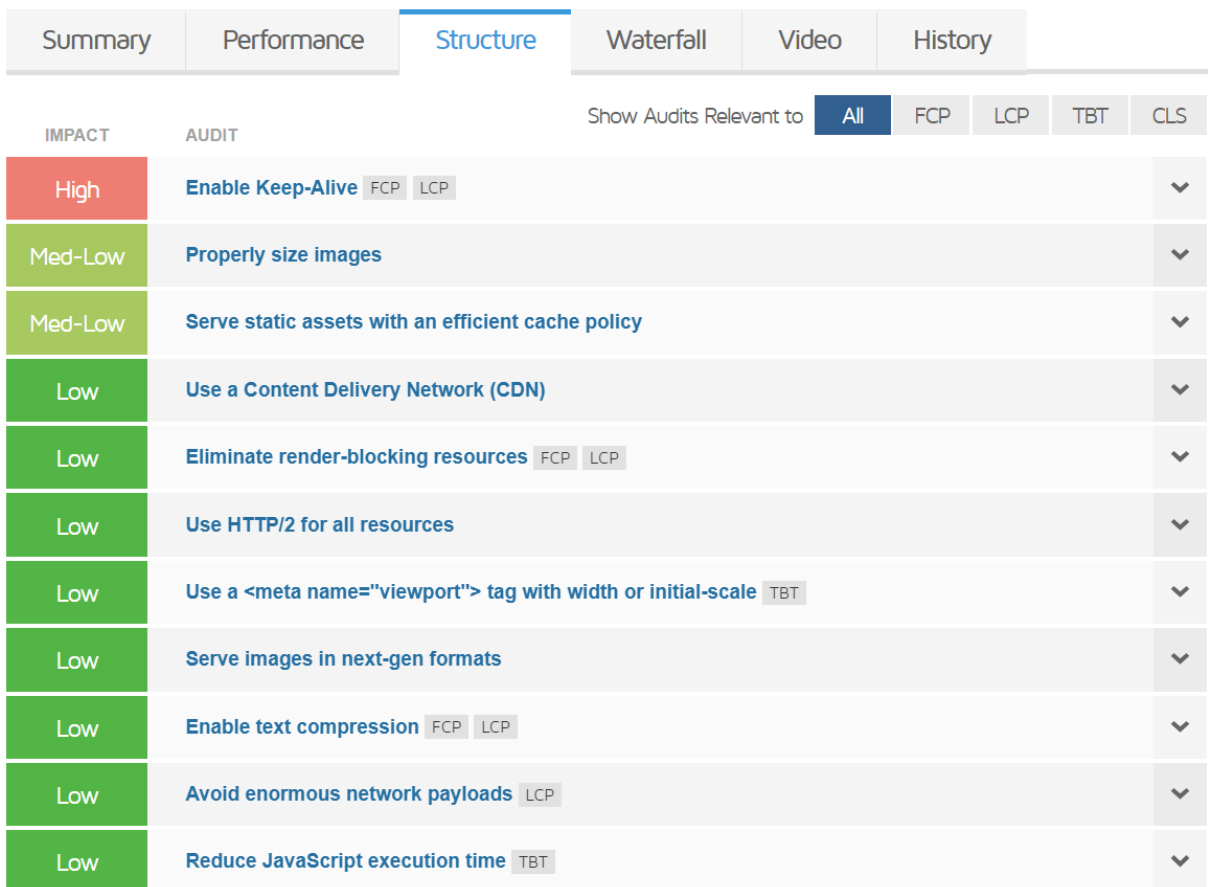 Summary Performance Structure Waterfall Video History
Show Audits Relevant to All FCP LCP TBT CLS
IMPACT AUDIT
High Enable Keep-Alive FCP LCP
Med-Low Properly size images
Med-Low Serve static assets with an efficient cache policy
Low Use a Content Delivery Network (CDN)
Low Eliminate render-blocking resources FCP LCP
Low Use HTTP/2 for all resources
Low Use a <meta name="viewport"> tag with width or initial-scale TBT
Low Serve images in next-gen formats
Low Enable text compression FCP LCP
Low Avoid enormous network payloads LCP
Low Reduce JavaScript execution time TBT